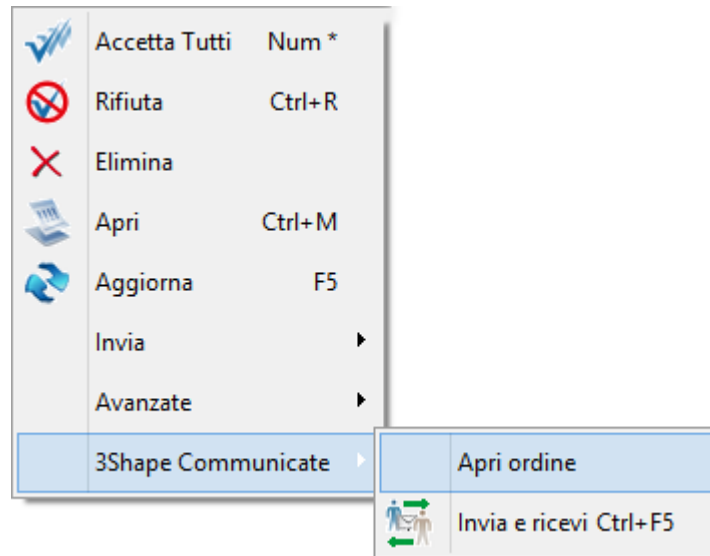 Accetta Tutti Num *
Rifiuta Ctrl+R
Elimina
Apri Ctrl+M
Aggiorna F5
Invia
Avanzate
3Shape Communicate
Apri ordine
Invia e ricevi Ctrl+F5